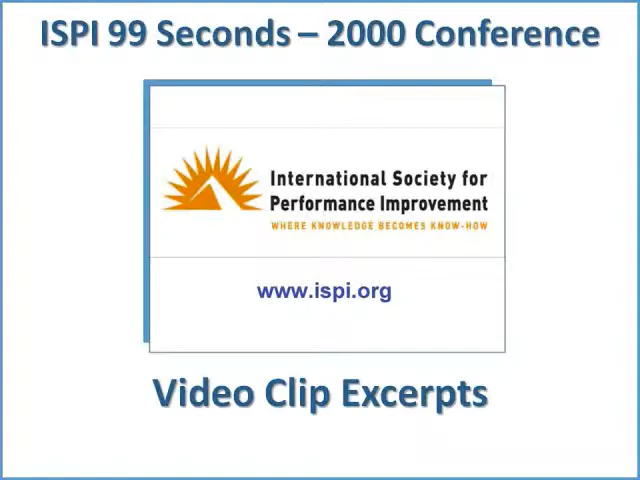 ISPI 99 Seconds – 2000 Conference
International Society for
Performance Improvement
WHERE KNOWLEDGE BECOMES KNOW-HOW
www.ispi.org
Video Clip Excerpts